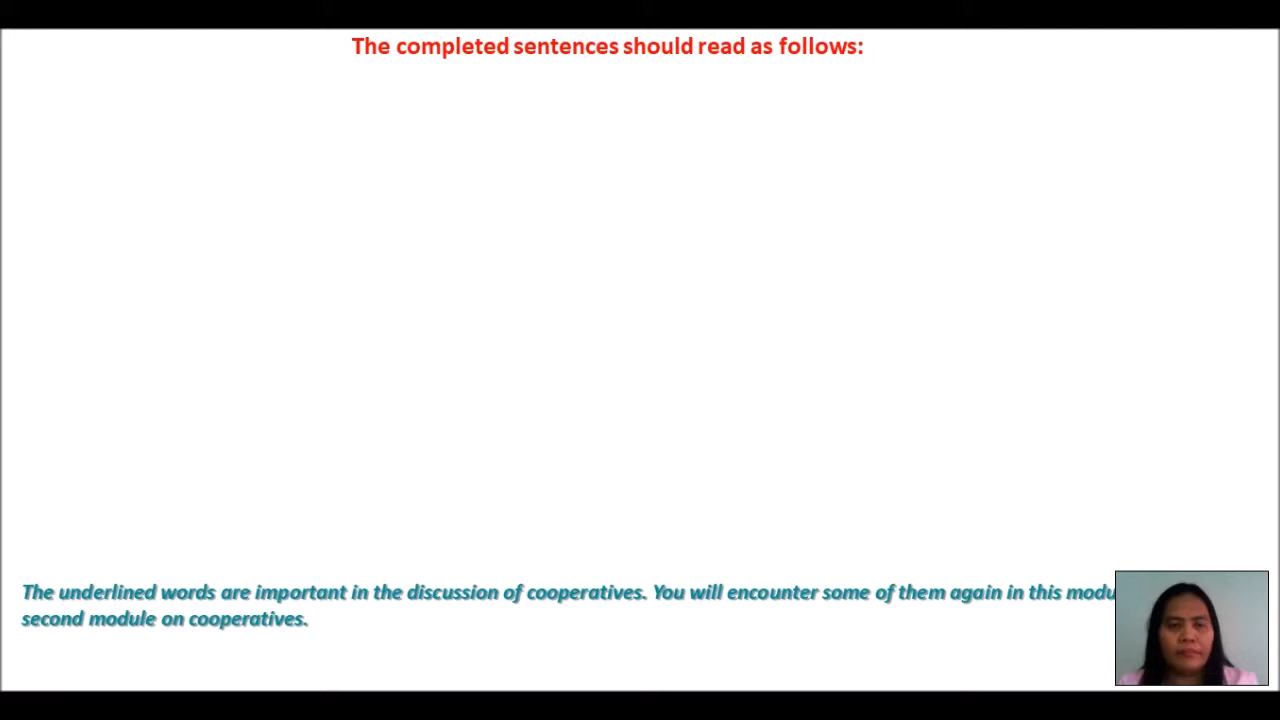 The completed sentences should read as follows:
The underlined words are important in the discussion of cooperatives. You will encounter some of them again in this
second module on cooperatives.